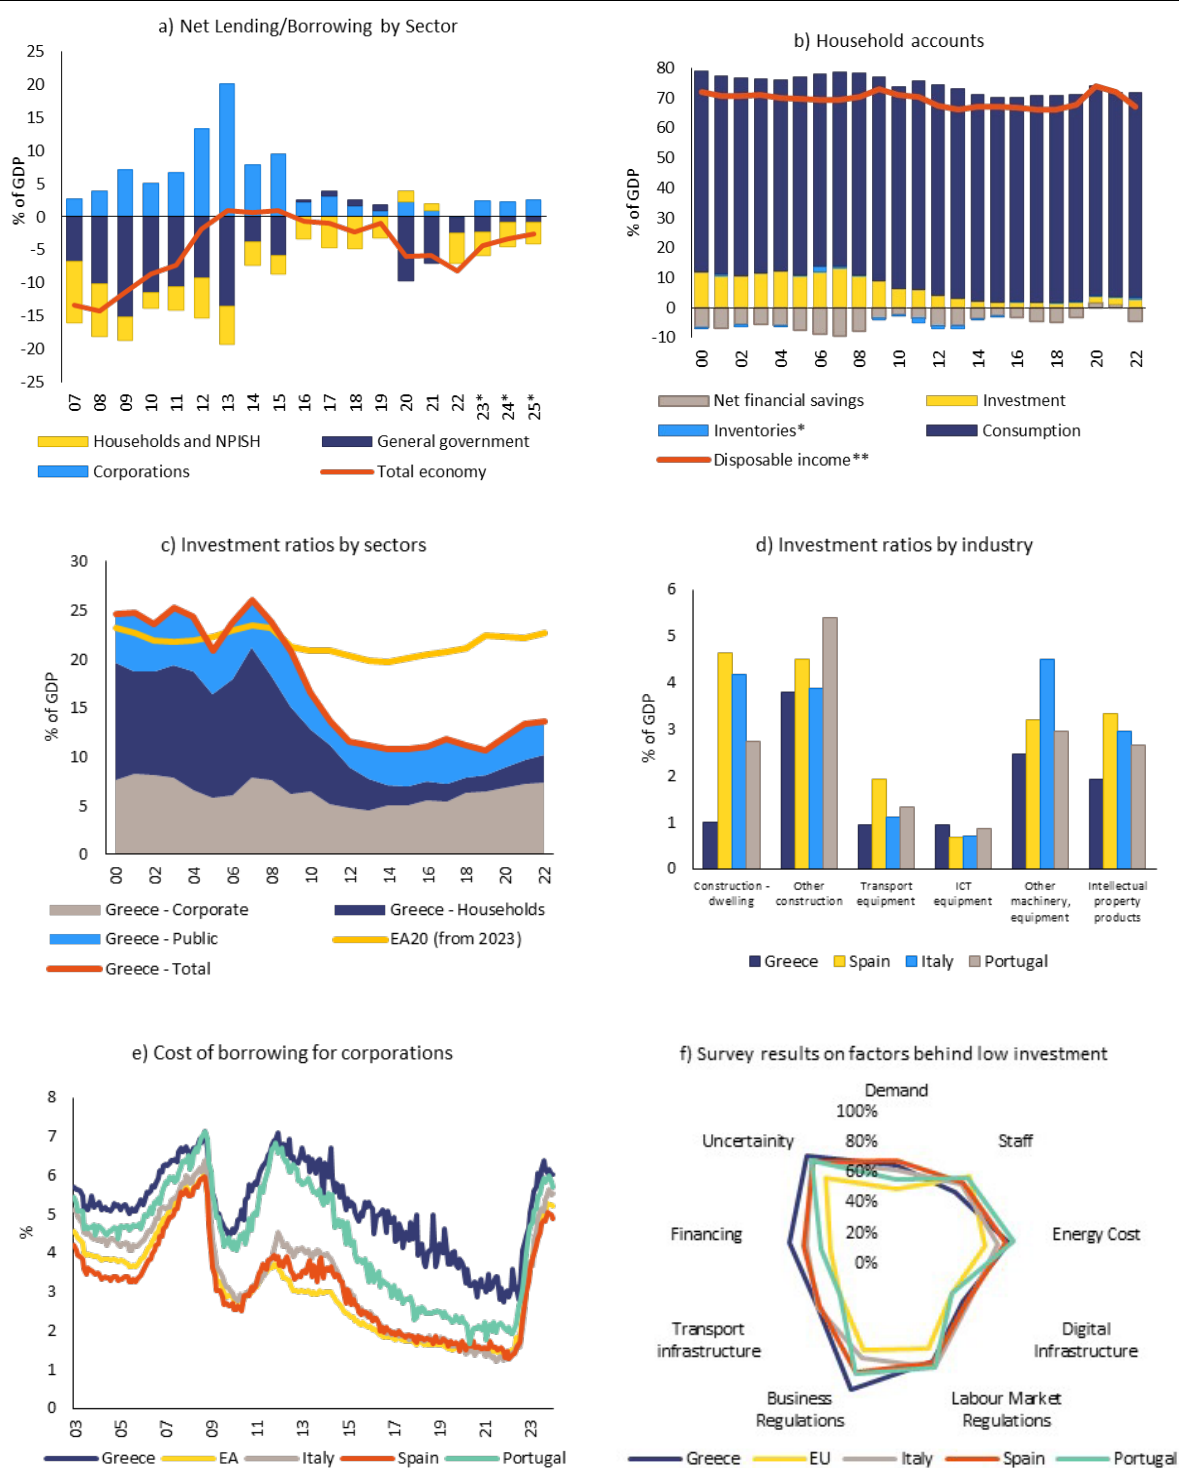 a) Net Lending/Borrowing by Sector
% of GDP
25
20
15
10
5
0
-5
-10
-15
-20
-25
07 08 09 10 11 12 13 14 15 16 17 18 19 20 21 22 23* 24* 25*
Households and NPISH General government
Corporations Total economy
b) Household accounts
% of GDP
80
70
60
50
40
30
20
10
0
-10
00 02 04 06 08 10 12 14 16 18 20 22
Net financial savings Investment
Inventories* Consumption
Disposable income**
c) Investment ratios by sectors
% of GDP
30
25
20
15
10
5
0
00 02 04 06 08 10 12 14 16 18 20 22
Greece - Corporate Greece - Households
Greece - Public EA20 (from 2023)
Greece - Total
d) Investment ratios by industry
% of GDP
6
5
4
3
2
1
0
Construction -
dwelling
Other
construction
Transport
equipment
ICT
equipment
Other
machinery,
equipment
Intellectual
property
products
Greece Spain Italy Portugal
e) Cost of borrowing for corporations
%
8
7
6
5
4
3
2
1
0
03 05 07 09 11 13 15 17 19 21 23
Greece EA Italy Spain Portugal
f) Survey results on factors behind low investment
Demand
100%
80%
60%
40%
20%
0%
Staff
Energy Cost
Digital
Infrastructure
Labour Market
Regulations
Business
Regulations
Transport
infrastructure
Financing
Uncertainity
Greece EU Italy Spain Portugal